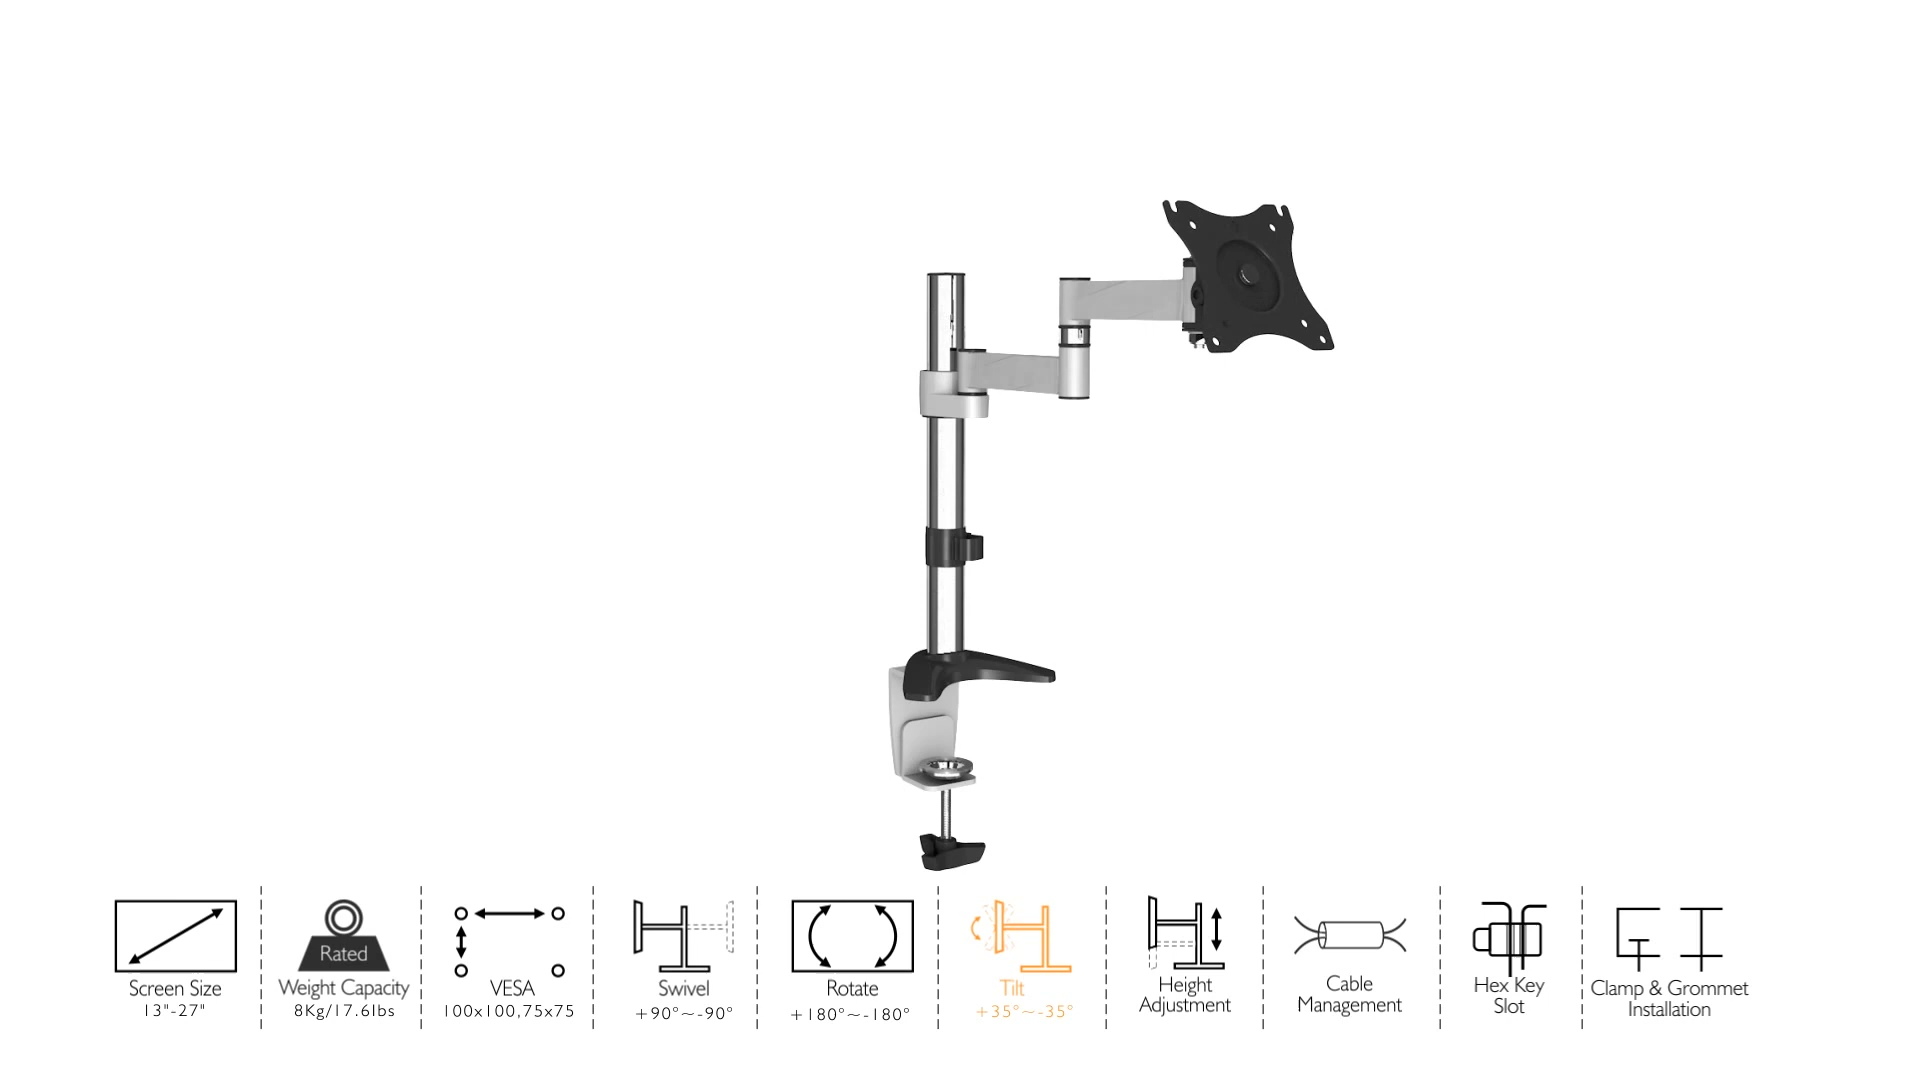 Screen Size
13"-27"
Rated
Weight Capacity
8Kg/17.6lbs
VESA
100x100,75x75
Swivel
+90°~-90°
Rotate
+180°~-180°
Tilt
+35°~-35°
Height
Adjustment
Cable
Management
Hex Key
Slot
Clamp & Grommet
Installation